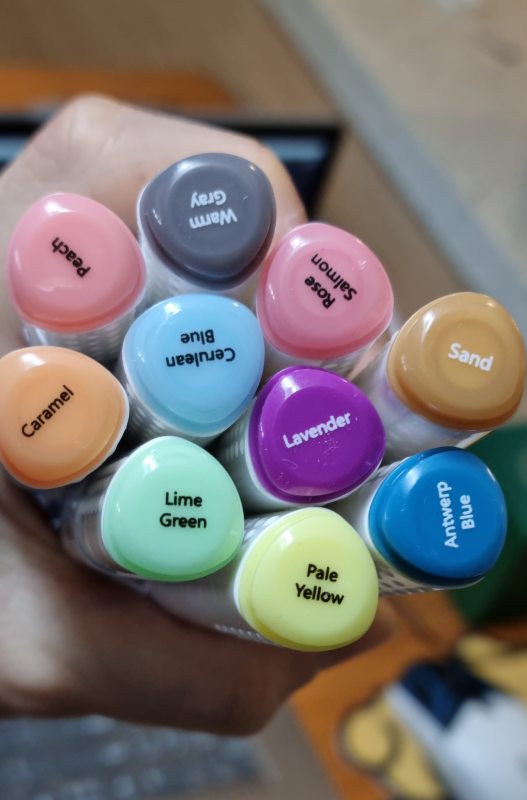 Warm
Gray
Peach
Rose
Salmon
Cerulean
Blue
Sand
Caramel
Lavender
Lime
Green
Antwerp
Blue
Pale
Yellow